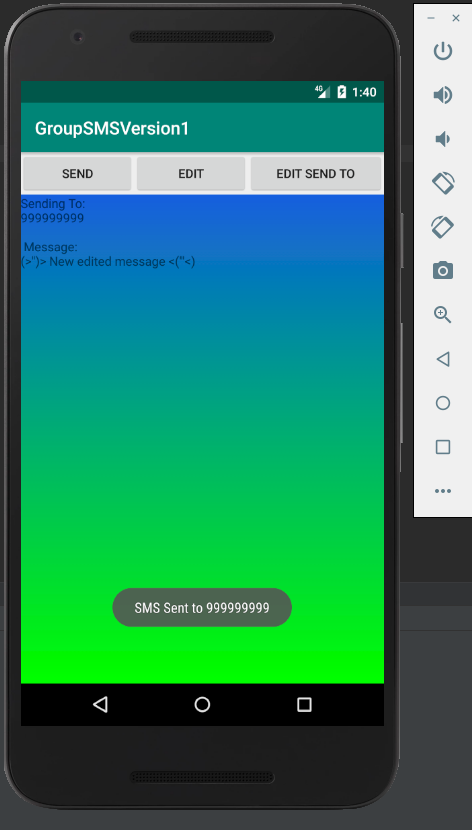 4G 1:40
GroupSMSVersion1
SEND EDIT EDIT SEND TO
Sending To:
999999999
Message:
(>")> New edited message <("<)
SMS Sent to 999999999